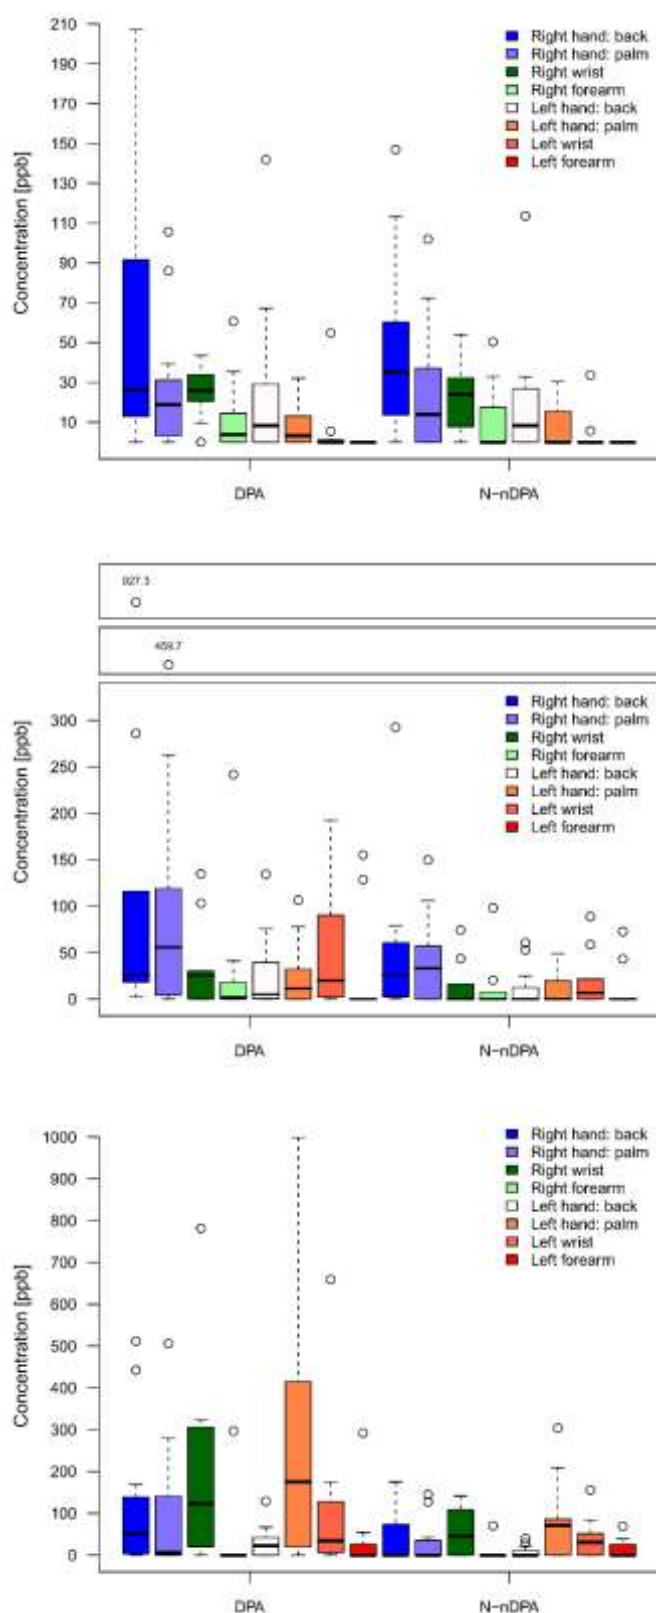 210
190
170
150
130
110
90
70
50
30
10
Concentration [ppb]
Right hand: back
Right hand: palm
Right wrist
Right forearm
Left hand: back
Left hand: palm
Left wrist
Left forearm
DPA
N-nDPA
927.3
459.7
300
250
200
150
100
50
0
Concentration [ppb]
Right hand: back
Right hand: palm
Right wrist
Right forearm
Left hand: back
Left hand: palm
Left wrist
Left forearm
DPA
N-nDPA
1000
900
800
700
600
500
400
300
200
100
0
Concentration [ppb]
Right hand: back
Right hand: palm
Right wrist
Right forearm
Left hand: back
Left hand: palm
Left wrist
Left forearm
DPA
N-nDPA